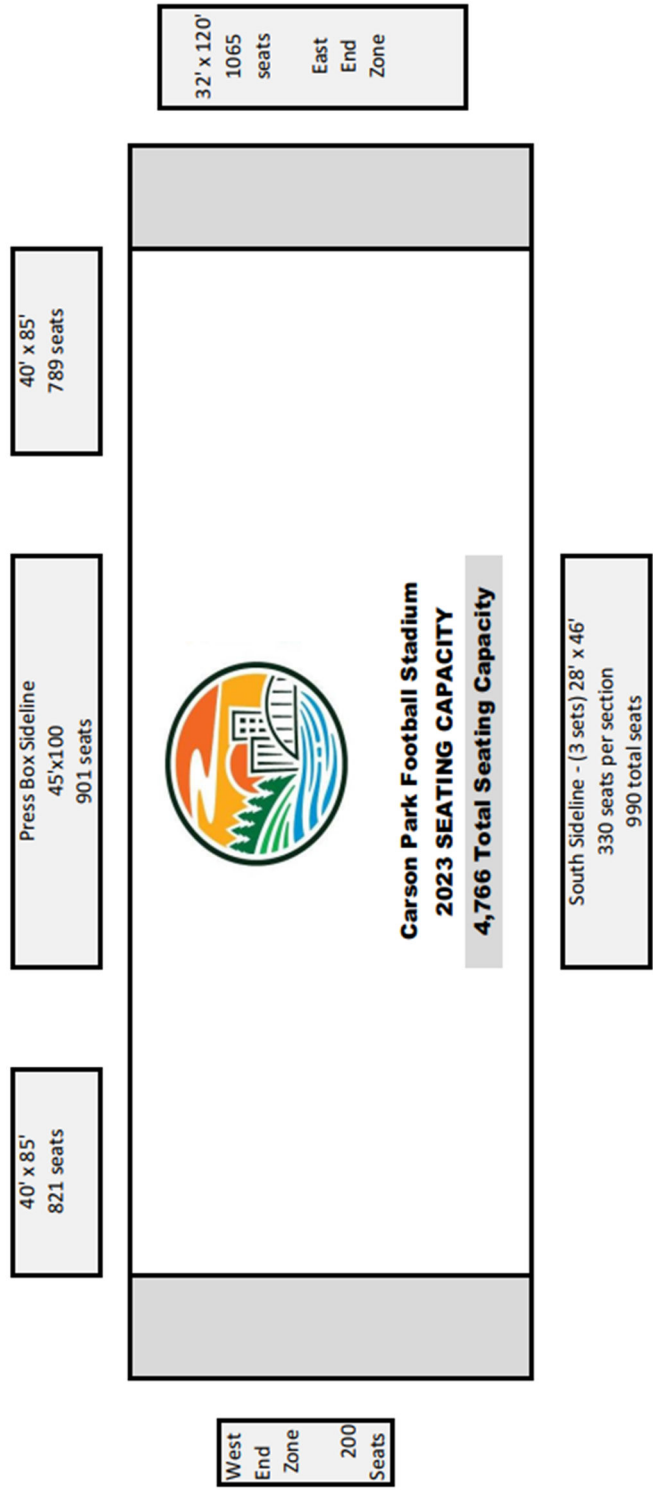 40' x 85'
821 seats
Press Box Sideline
45'x100
901 seats
40' x 85'
789 seats
West
End
Zone
200
Seats
Carson Park Football Stadium
2023 SEATING CAPACITY
4,766 Total Seating Capacity
32' x 120'
1065
seats
East
End
Zone
South Sideline - (3 sets) 28' x 46'
330 seats per section
990 total seats